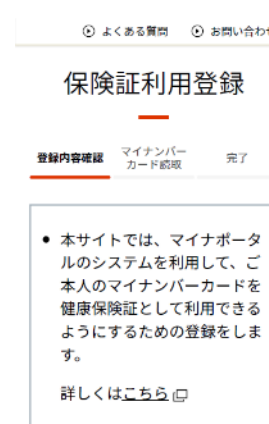 よくある質問 お問い合わせ
保険証利用登録
登録内容確認 マイナンバー
カード読取 完了
● 本サイトでは、マイナポータ
ルのシステムを利用して、ご
本人のマイナンバーカードを
健康保険証として利用できる
ようにするための登録をしま
す。
詳しくはこちら